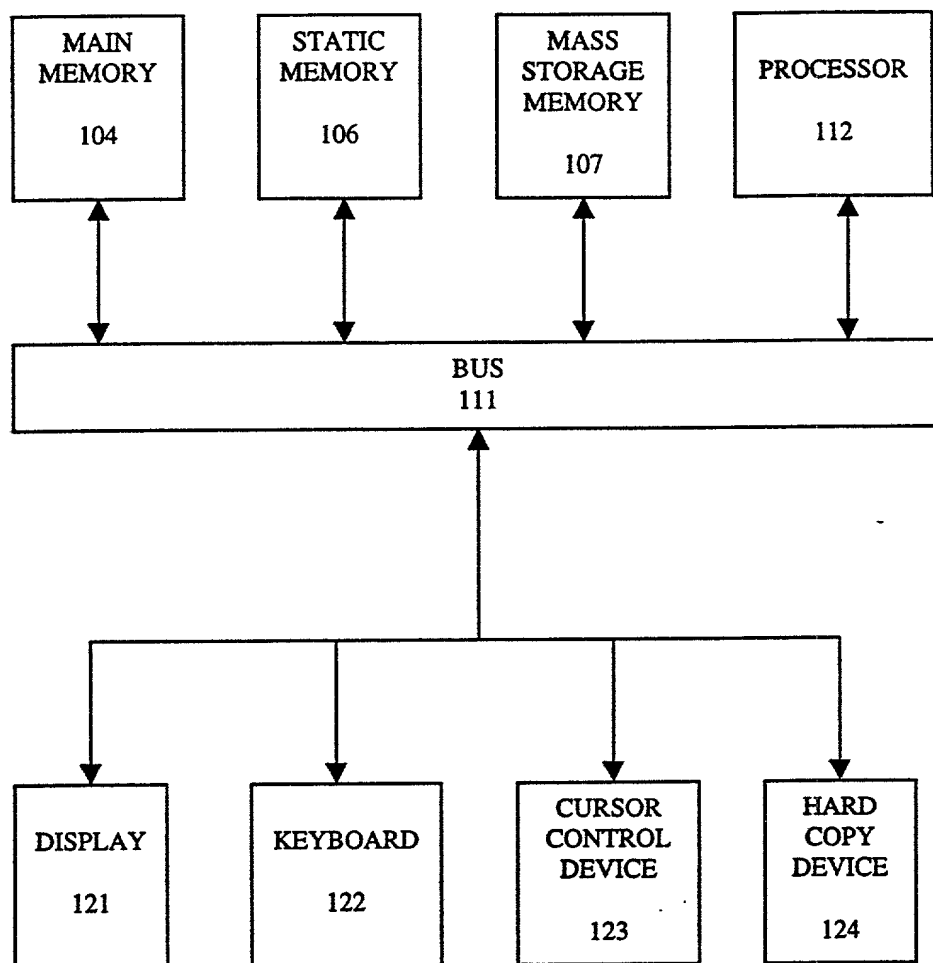 MAIN
MEMORY
104
STATIC
MEMORY
106
MASS
STORAGE
MEMORY
107
PROCESSOR
112
BUS
111
DISPLAY
121
KEYBOARD
122
CURSOR
CONTROL
DEVICE
123
HARD
COPY
DEVICE
124